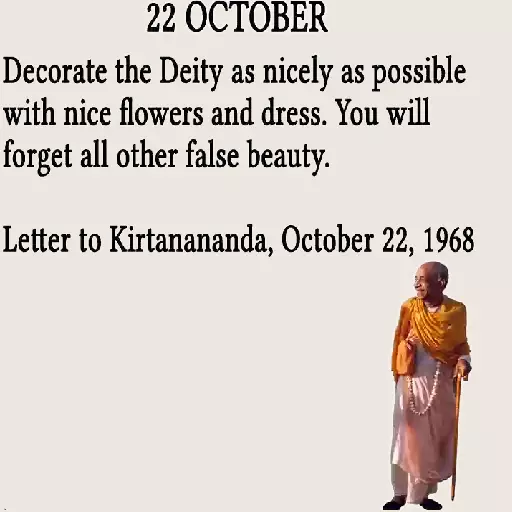 22 OCTOBER
Decorate the Deity as nicely as possible
with nice flowers and dress. You will
forget all other false beauty.
Letter to Kirtanananda, October 22, 1968